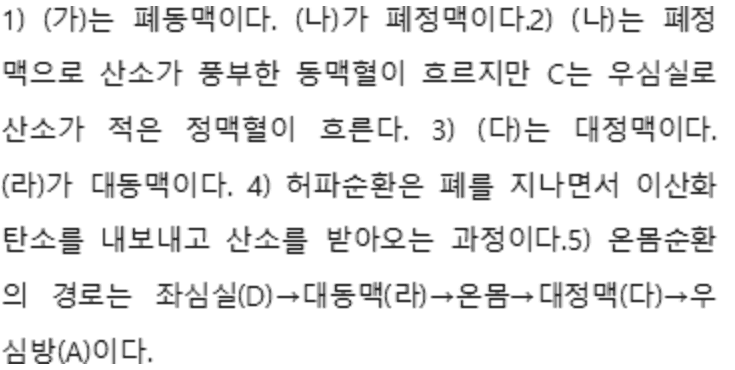 1) (가)는 폐동맥이다. (나)가 폐정맥이다.2) (나)는 폐정
맥으로 산소가 풍부한 동맥혈이 흐르지만 C는 우심실로
산소가 적은 정맥혈이 흐른다. 3) (다)는 대정맥이다.
(라)가 대동맥이다. 4) 허파순환은 폐를 지나면서 이산화
탄소를 내보내고 산소를 받아오는 과정이다.5) 온몸순환
의 경로는 좌심실(D)→대동맥(라)→온몸→대정맥(다)→우
심방(A)이다.